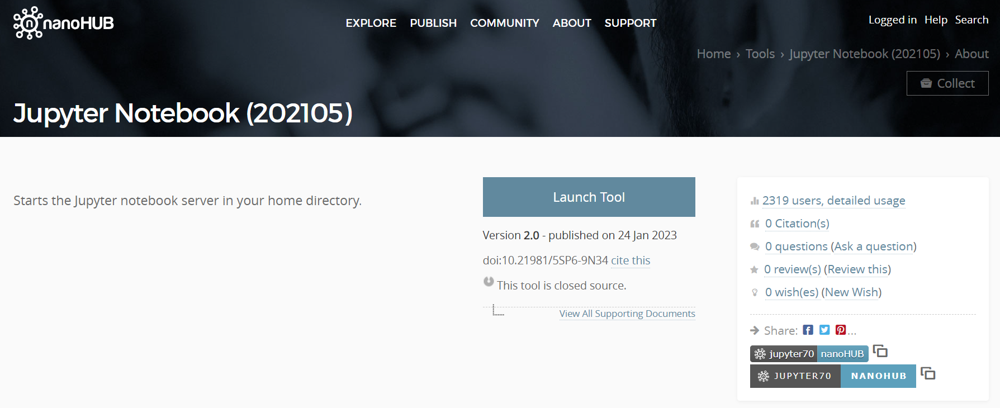 nanoHUB
EXPLORE PUBLISH COMMUNITY ABOUT SUPPORT
Logged in Help Search
Home › Tools › Jupyter Notebook (202105) › About
Collect
Jupyter Notebook (202105)
Starts the Jupyter notebook server in your home directory.
Launch Tool
Version 2.0 - published on 24 Jan 2023
doi:10.21981/5SP6-9N34 cite this
This tool is closed source.
View All Supporting Documents
2319 users, detailed usage
0 Citation(s)
0 questions (Ask a question)
0 review(s) (Review this)
0 wish(es) (New Wish)
Share: ...
jupyter70 nanoHUB
JUPYTER70 NANOHUB